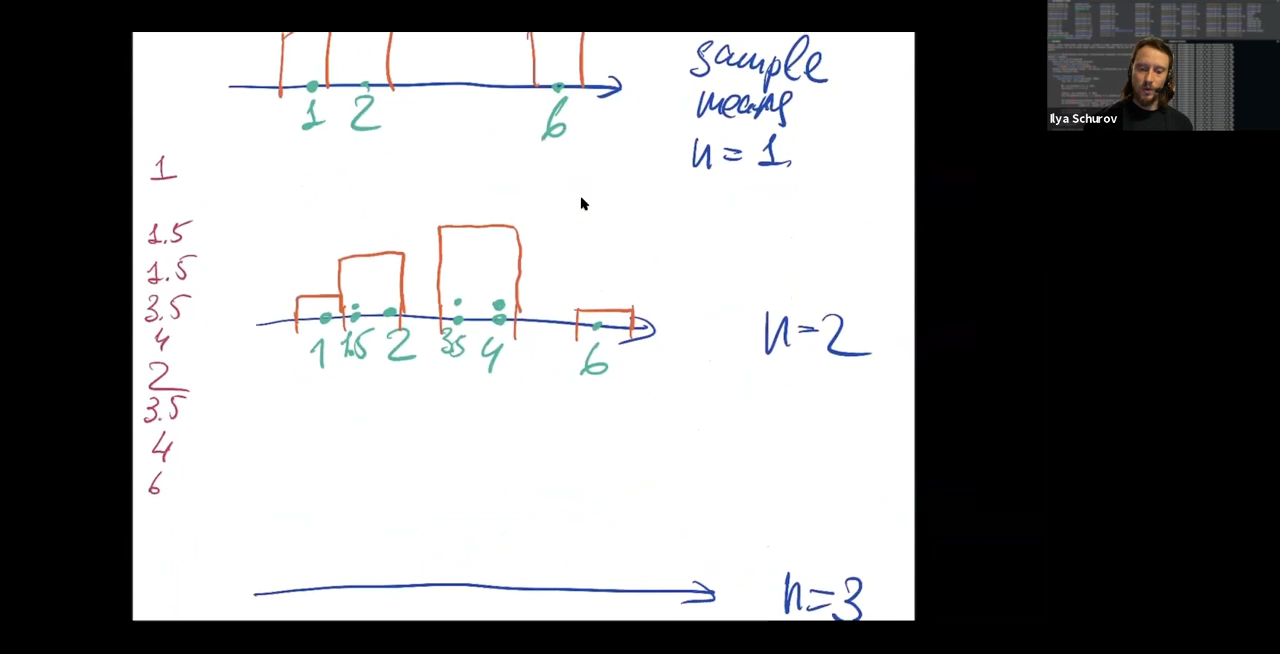 1 2 6
sample
means
n = 1,
1
1.5
1.5
3.5
4
2
3.5
4
6
1 1.5 2 3.5 4 6
n=2
n=3
Ilya Schurov